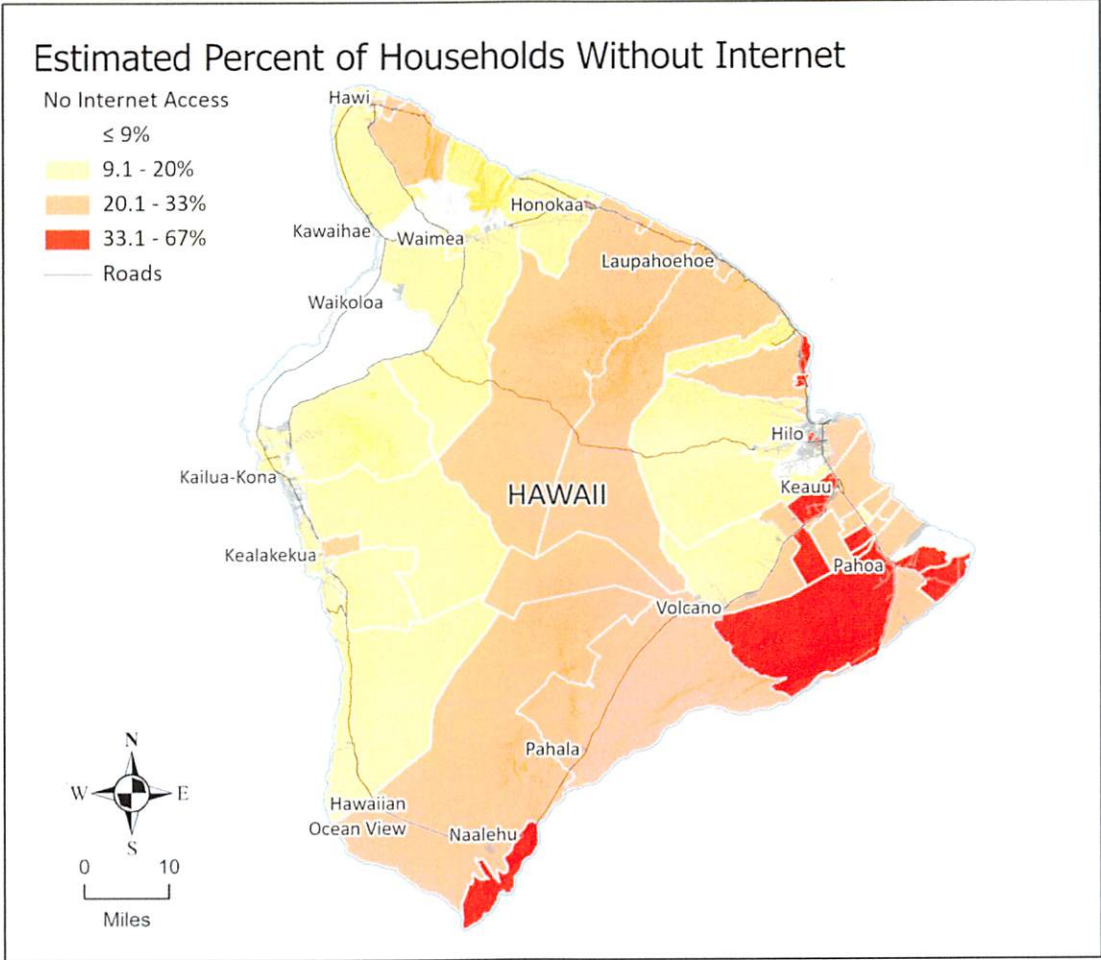 Estimated Percent of Households Without Internet
No Internet Access
≤ 9%
9.1 - 20%
20.1 - 33%
33.1 - 67%
Roads
Hawi
Honokaa
Kawaihae
Waimea
Laupahoehoe
Waikoloa
Hilo
Kailua-Kona
Keauu
HAWAII
Kealakekua
Pahoa
Volcano
Pahala
Hawaiian
Ocean View
Naalehu
N
W E
S
0 10
Miles